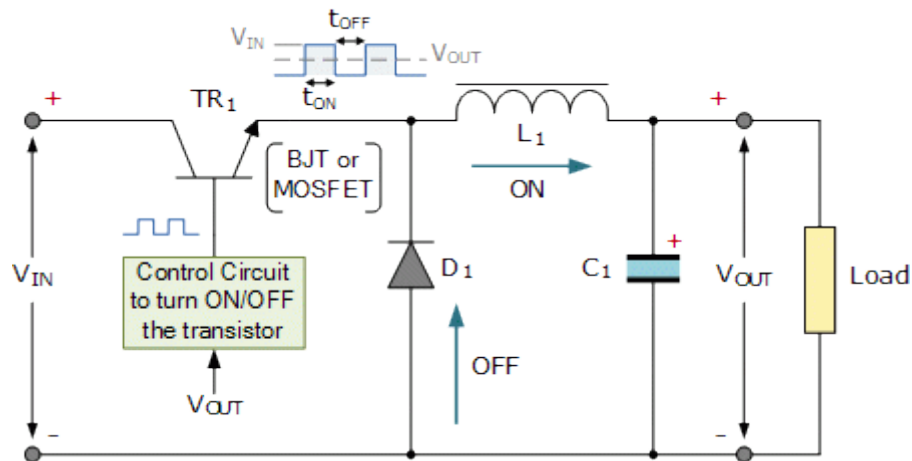 tOFF
VIN
VOUT
tON
+
TR1
+
L1
BJT or
MOSFET
ON
+
VIN
Control Circuit
to turn ON/OFF
the transistor
D1
C1
VOUT
Load
OFF
VOUT
-
-